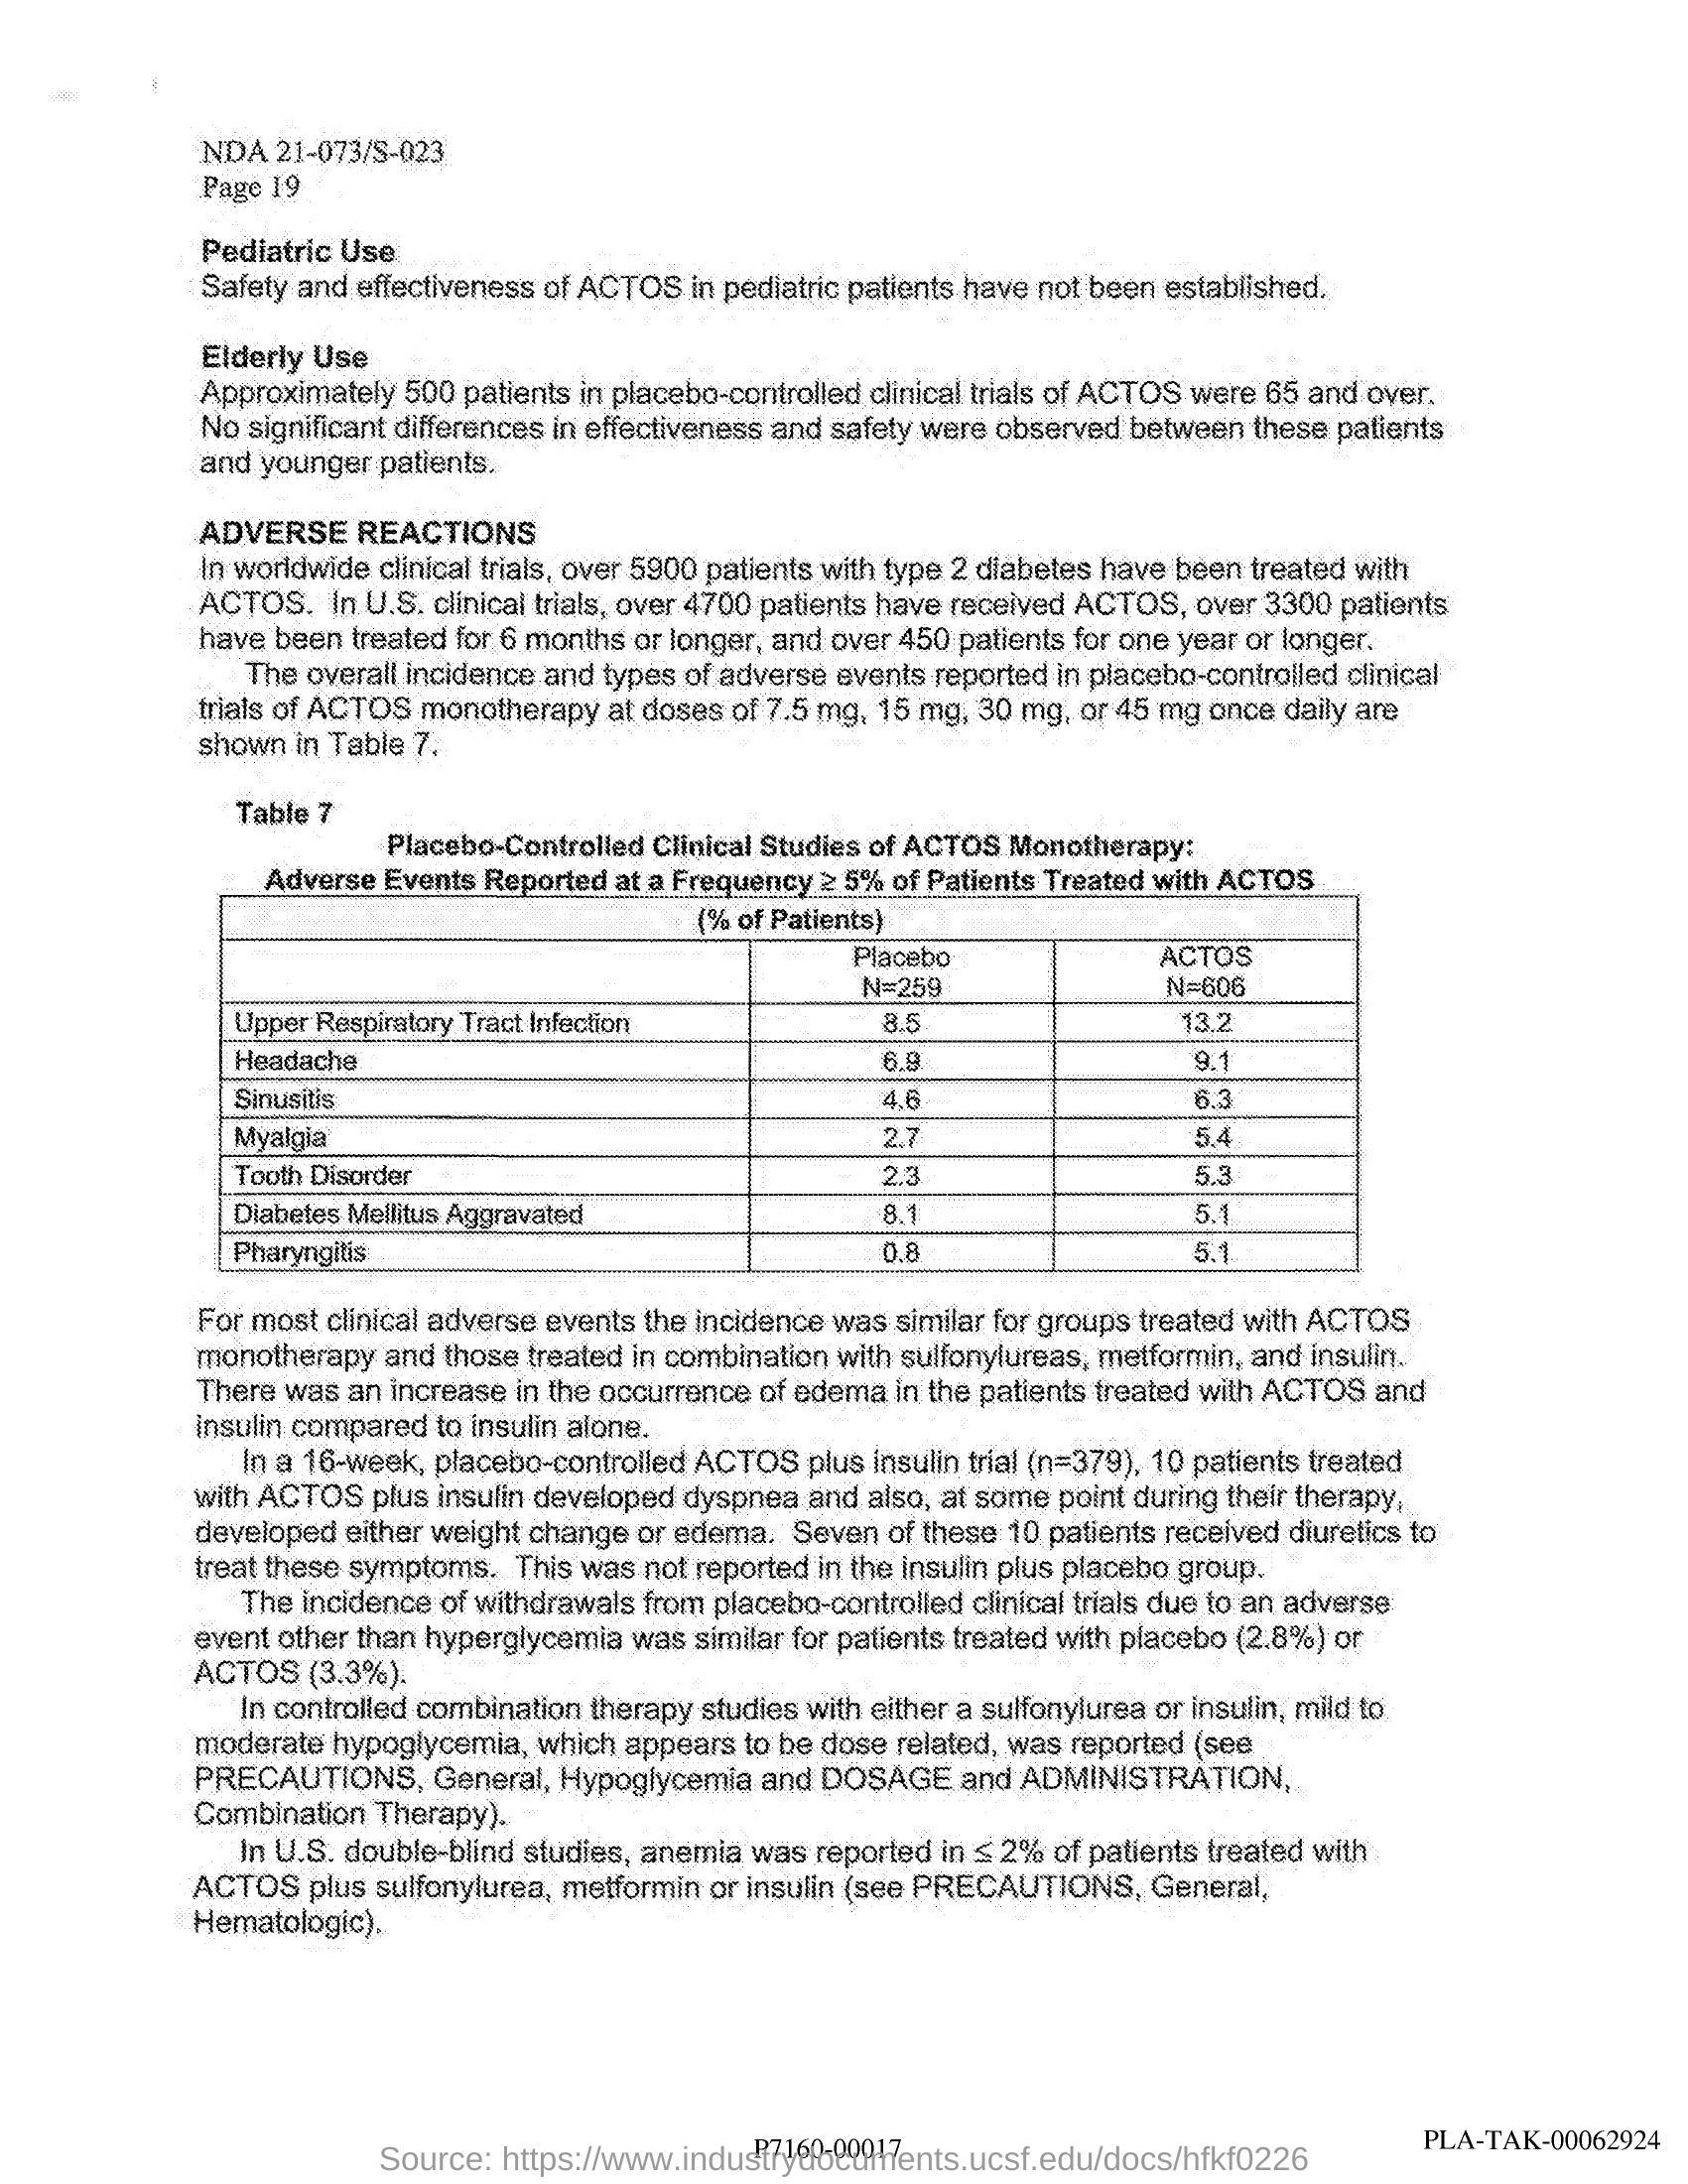 NDA 21-073/S-023
Page 19
Pediatric Use
Safety and effectiveness of ACTOS in pediatric patients have not been established.
Elderly Use
Approximately 500 patients in placebo-controlled clinical trials of ACTOS were 65 and over.
No significant differences in effectiveness and safety were observed between these patients
and younger patients.
ADVERSE REACTIONS
In worldwide clinical trials, over 5900 patients with type 2 diabetes have been treated with
ACTOS. In U.S. clinical trials, over 4700 patients have received ACTOS, over 3300 patients
have been treated for 6 months or longer, and over 450 patients for one year or longer.
The overall incidence and types of adverse events reported in placebo-controlled clinical
trials of ACTOS monotherapy at doses of 7.5 mg, 15 mg, 30 mg, or 45 mg once daily are
shown in Table 7.
Table 7
Placebo-Controlled Clinical Studies of ACTOS Monotherapy:
Adverse Events Reported at a Frequency ≥ 5% of Patients Treated with ACTOS
(% of Patients)
Placebo ACTOS
N=259 N=606
Upper Respiratory Tract Infection 8.5 13.2
Headache 6.9 9.1
Sinusitis 4.6 6.3
Myalgia 2.7 5.4
Tooth Disorder 2.3 5.3
Diabetes Mellitus Aggravated 8.1 5.1
Pharyngitis 0.8 5.1
For most clinical adverse events the incidence was similar for groups treated with ACTOS
monotherapy and those treated in combination with sulfonylureas, metformin, and insulin.
There was an increase in the occurrence of edema in the patients treated with ACTOS and
insulin compared to insulin alone.
In a 16-week, placebo-controlled ACTOS plus insulin trial (n=379), 10 patients treated
with ACTOS plus insulin developed dyspnea and also, at some point during their therapy,
developed either weight change or edema. Seven of these 10 patients received diuretics to
treat these symptoms. This was not reported in the insulin plus placebo group.
The incidence of withdrawals from placebo-controlled clinical trials due to an adverse
event other than hyperglycemia was similar for patients treated with placebo (2.8%) or
ACTOS (3.3%).
In controlled combination therapy studies with either a sulfonylurea or insulin, mild to
moderate hypoglycemia, which appears to be dose related, was reported (see
PRECAUTIONS, General, Hypoglycemia and DOSAGE and ADMINISTRATION,
Combination Therapy).
In U.S. double-blind studies, anemia was reported in ≤ 2% of patients treated with
ACTOS plus sulfonylurea, metformin or insulin (see PRECAUTIONS, General,
Hematologic).
P7160-00017
PLA-TAK-00062924
Source: https://www.industrydocuments.ucsf.edu/docs/hfkf0226